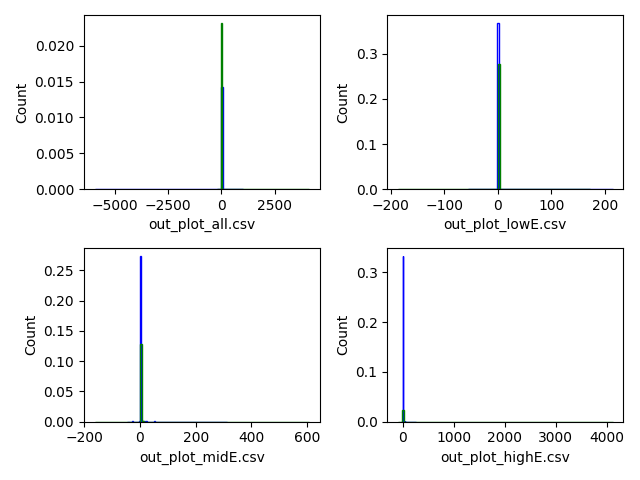 0.020
0.015
0.010
0.005
0.000
Count
−5000 −2500 0 2500
out_plot_all.csv
0.3
0.2
0.1
0.0
Count
−200 −100 0 100 200
out_plot_lowE.csv
0.25
0.20
0.15
0.10
0.05
0.00
Count
−200 0 200 400 600
out_plot_midE.csv
0.3
0.2
0.1
0.0
Count
0 1000 2000 3000 4000
out_plot_highE.csv